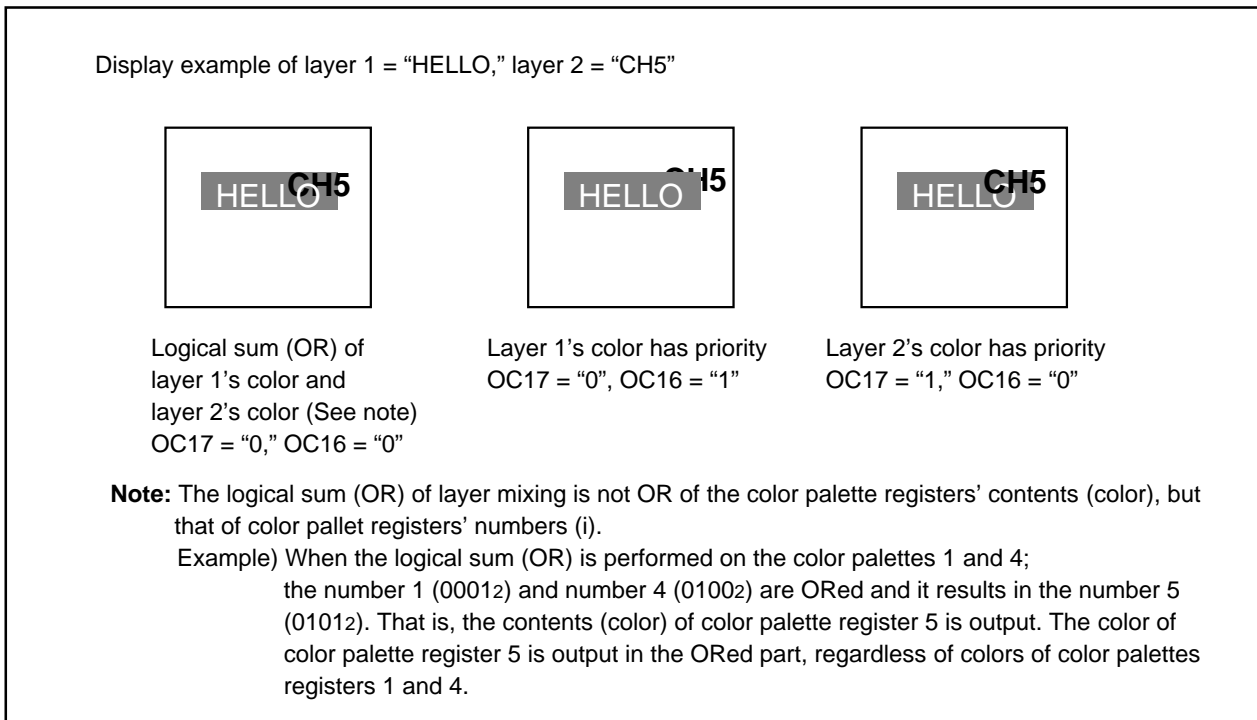 Display example of layer 1 = “HELLO,” layer 2 = “CH5”
HELLO CH5
HELLO H5
HELLO CH5
Logical sum (OR) of
layer 1’s color and
layer 2’s color (See note)
OC17 = “0,” OC16 = “0”
Layer 1’s color has priority
OC17 = “0”, OC16 = “1”
Layer 2’s color has priority
OC17 = “1,” OC16 = “0”
Note: The logical sum (OR) of layer mixing is not OR of the color palette registers’ contents (color), but
that of color pallet registers’ numbers (i).
Example) When the logical sum (OR) is performed on the color palettes 1 and 4;
the number 1 (0001₂) and number 4 (0100₂) are ORed and it results in the number 5
(0101₂). That is, the contents (color) of color palette register 5 is output. The color of
color palette register 5 is output in the ORed part, regardless of colors of color palettes
registers 1 and 4.